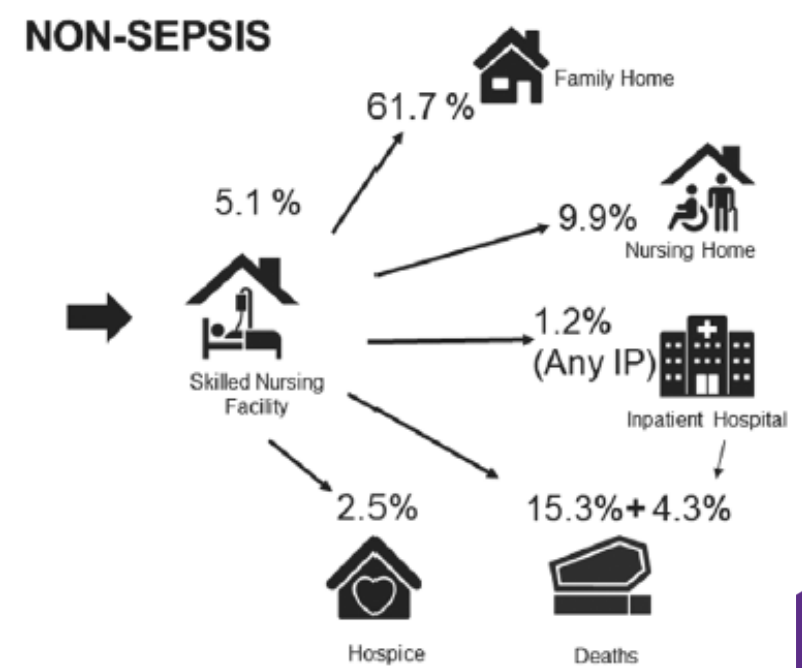 NON-SEPSIS
Family Home
61.7 %
5.1 %
9.9%
Nursing Home
1.2%
(Any IP)
Skilled Nursing
Facility
Inpatient Hospital
2.5%
15.3%+ 4.3%
Hospice
Deaths